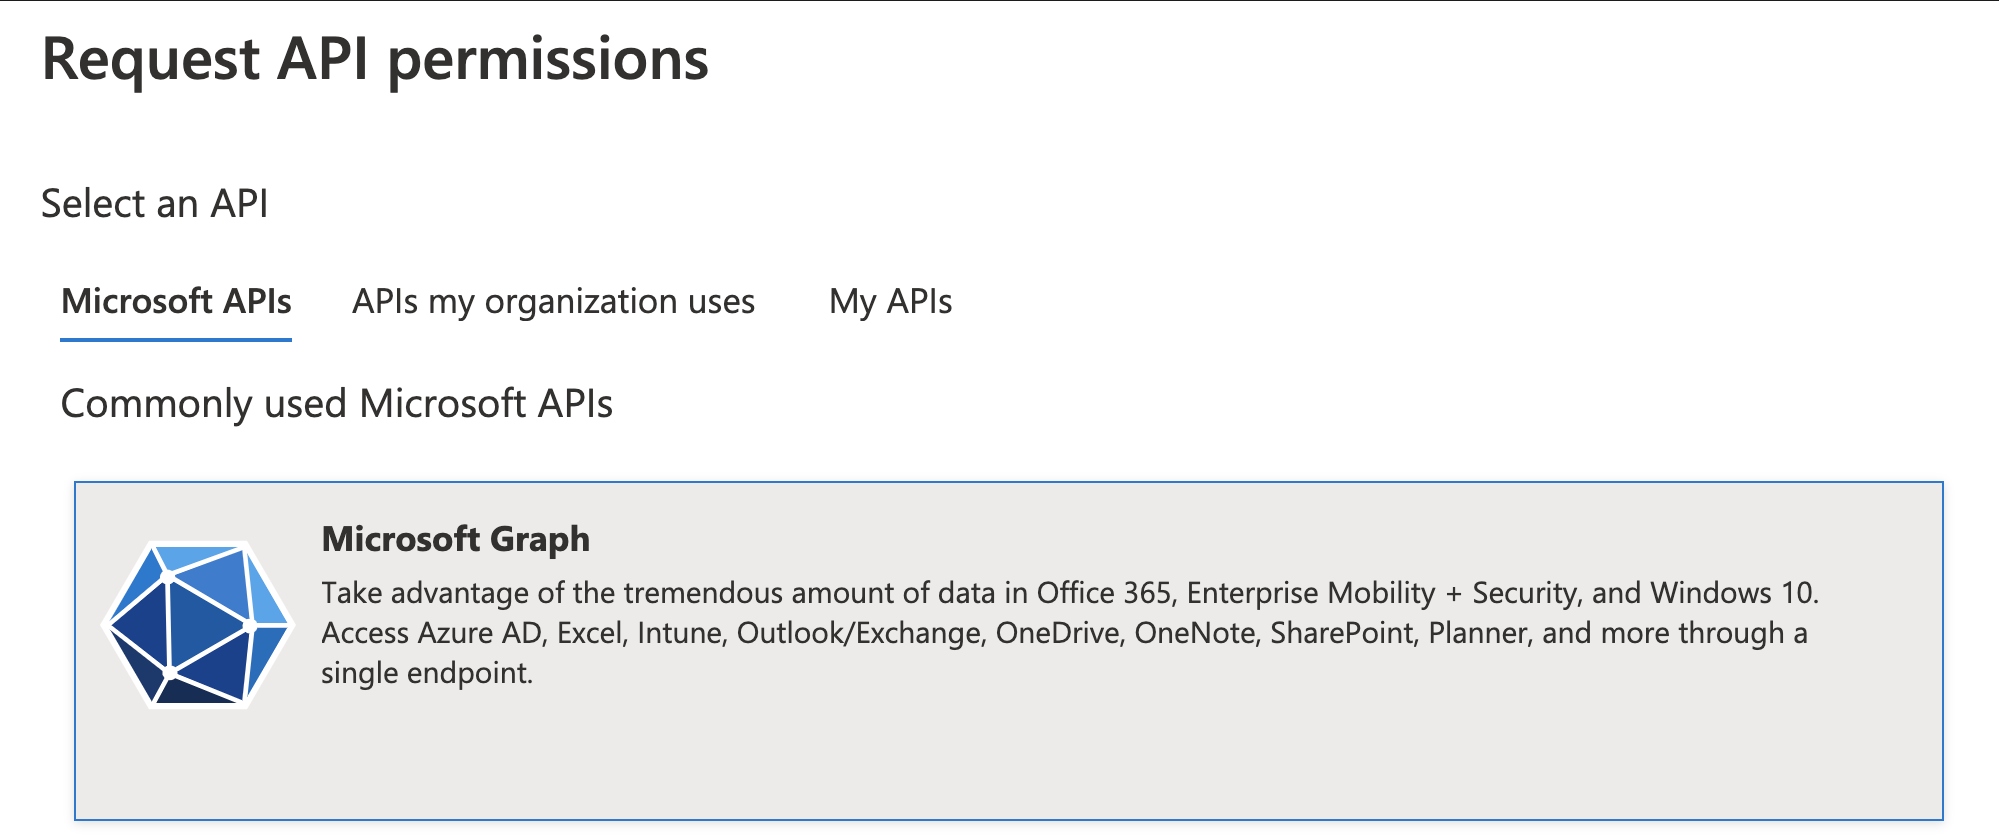 Request API permissions
Select an API
Microsoft APIs APIs my organization uses My APIs
Commonly used Microsoft APIs
Microsoft Graph
Take advantage of the tremendous amount of data in Office 365, Enterprise Mobility + Security, and Windows 10.
Access Azure AD, Excel, Intune, Outlook/Exchange, OneDrive, OneNote, SharePoint, Planner, and more through a
single endpoint.